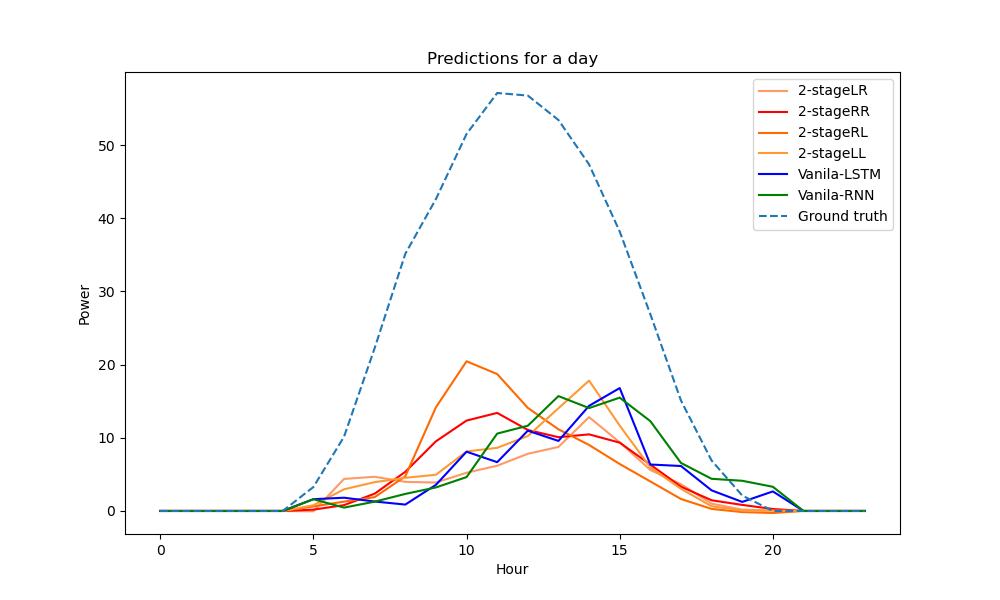 Predictions for a day
2-stageLR
2-stageRR
2-stageRL
2-stageLL
Vanila-LSTM
Vanila-RNN
Ground truth
50
40
30
20
10
0
Power
0 5 10 15 20
Hour